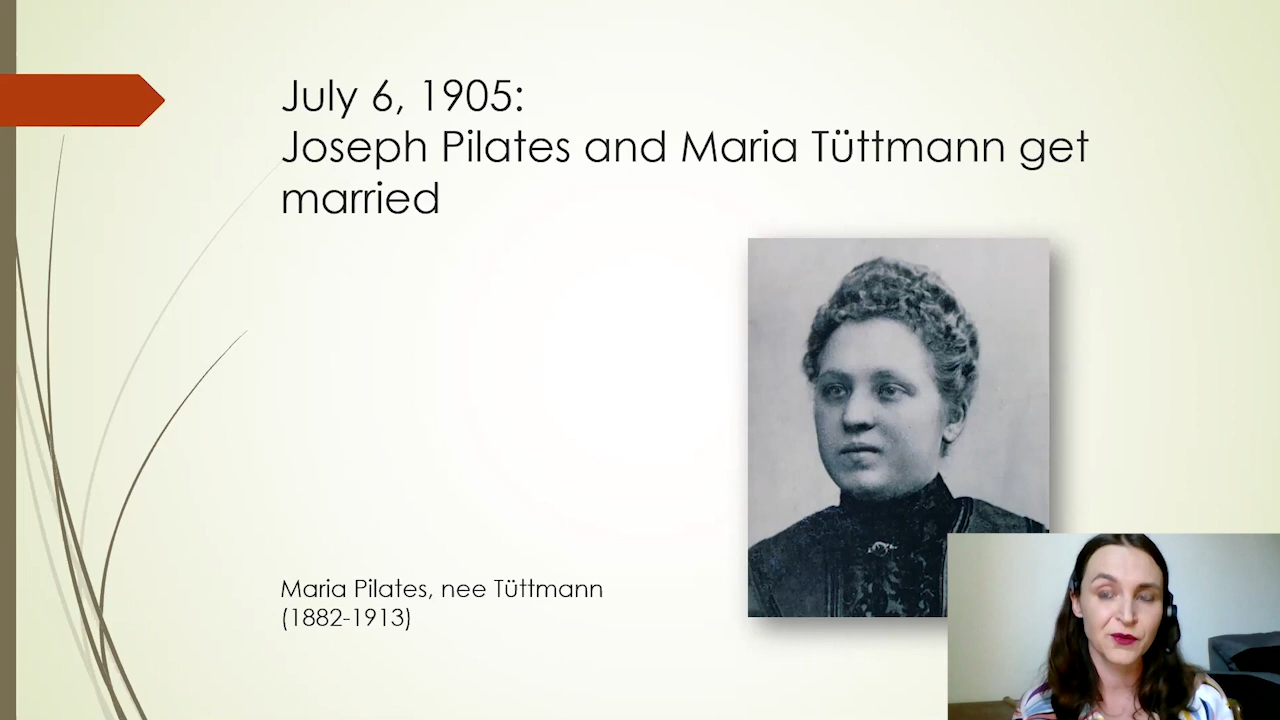 July 6, 1905:
Joseph Pilates and Maria Tüttmann get
married
Maria Pilates, nee Tüttmann
(1882-1913)